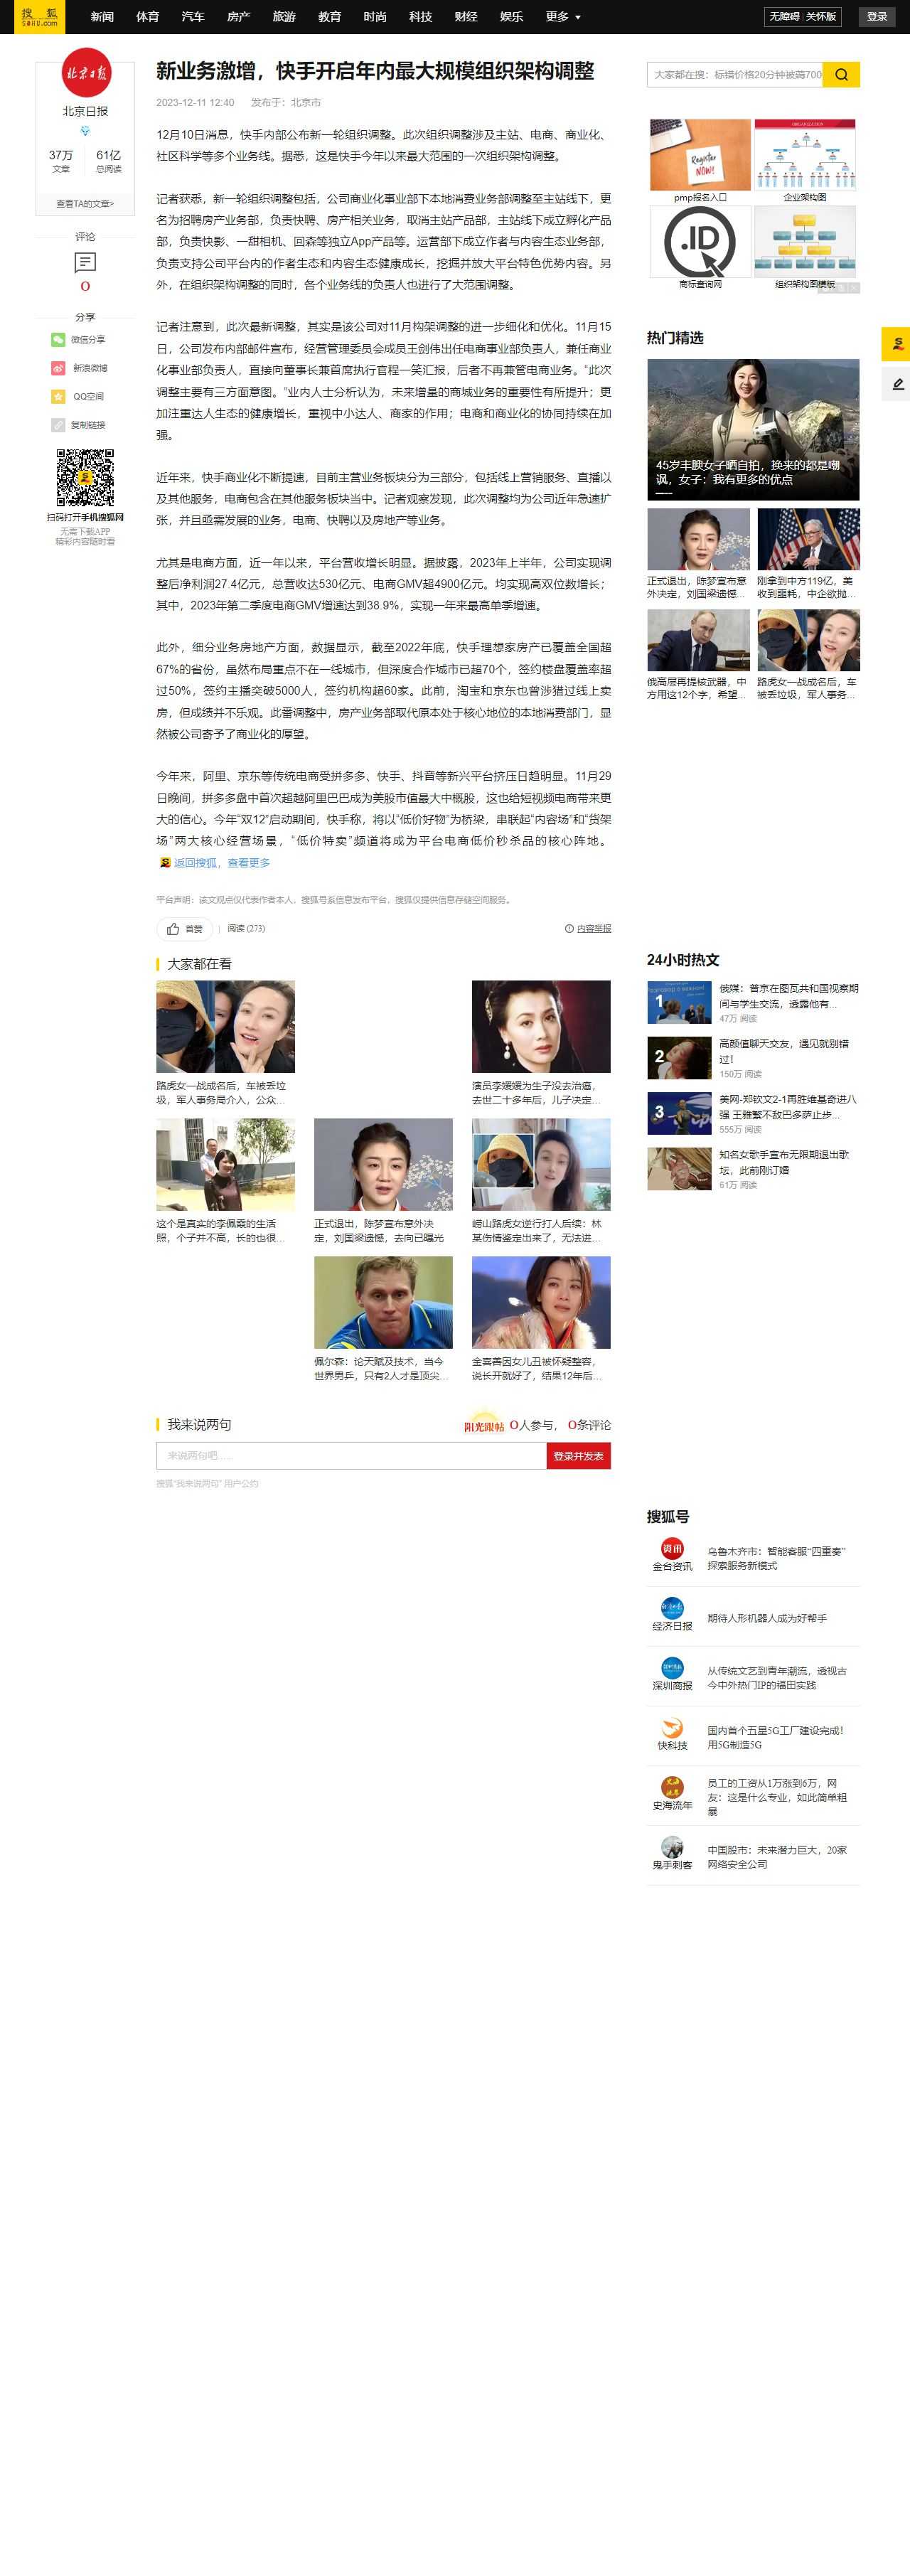 搜 狐
SOHU.com
新闻 体育 汽车 房产 旅游 教育 时尚 科技 财经 娱乐 更多
无障碍 | 关怀版
登录
北京日报
37万
文章
61亿
总阅读
查看TA的文章>
评论
0
分享
微信分享
新浪微博
QQ空间
复制链接
扫码打开手机搜狐网
无需下载APP
精彩内容随时看
新业务激增，快手开启年内最大规模组织架构调整
2023-12-11 12:40 发布于：北京市
12月10日消息，快手内部公布新一轮组织调整。此次组织调整涉及主站、电商、商业化、
社区科学等多个业务线。据悉，这是快手今年以来最大范围的一次组织架构调整。
记者获悉，新一轮组织调整包括，公司商业化事业部下本地消费业务部调整至主站线下，更
名为招聘房产业务部，负责快聘、房产相关业务，取消主站产品部，主站线下成立孵化产品
部，负责快影、一甜相机、回森等独立App产品等。运营部下成立作者与内容生态业务部，
负责支持公司平台内的作者生态和内容生态健康成长，挖掘并放大平台特色优势内容。另
外，在组织架构调整的同时，各个业务线的负责人也进行了大范围调整。
记者注意到，此次最新调整，其实是该公司对11月构架调整的进一步细化和优化。11月15
日，公司发布内部邮件宣布，经营管理委员会成员王剑伟出任电商事业部负责人，兼任商业
化事业部负责人，直接向董事长兼首席执行官程一笑汇报，后者不再兼管电商业务。“此次
调整主要有三方面意图。”业内人士分析认为，未来增量的商城业务的重要性有所提升；更
加注重达人生态的健康增长，重视中小达人、商家的作用；电商和商业化的协同持续在加
强。
近年来，快手商业化不断提速，目前主营业务板块分为三部分，包括线上营销服务、直播以
及其他服务，电商包含在其他服务板块当中。记者观察发现，此次调整均为公司近年急速扩
张，并且亟需发展的业务，电商、快聘以及房地产等业务。
尤其是电商方面，近一年以来，平台营收增长明显。据披露，2023年上半年，公司实现调
整后净利润27.4亿元，总营收达530亿元、电商GMV超4900亿元。均实现高双位数增长；
其中，2023年第二季度电商GMV增速达到38.9%，实现一年来最高单季增速。
此外，细分业务房地产方面，数据显示，截至2022年底，快手理想家房产已覆盖全国超
67%的省份，虽然布局重点不在一线城市，但深度合作城市已超70个，签约楼盘覆盖率超
过50%，签约主播突破5000人，签约机构超60家。此前，淘宝和京东也曾涉猎过线上卖
房，但成绩并不乐观。此番调整中，房产业务部取代原本处于核心地位的本地消费部门，显
然被公司寄予了商业化的厚望。
今年来，阿里、京东等传统电商受拼多多、快手、抖音等新兴平台挤压日趋明显。11月29
日晚间，拼多多盘中首次超越阿里巴巴成为美股市值最大中概股，这也给短视频电商带来更
大的信心。今年“双12”启动期间，快手称，将以“低价好物”为桥梁，串联起“内容场”和“货架
场”两大核心经营场景，“低价特卖”频道将成为平台电商低价秒杀品的核心阵地。
返回搜狐，查看更多
平台声明：该文观点仅代表作者本人，搜狐号系信息发布平台，搜狐仅提供信息存储空间服务。
首赞 | 阅读 (273)
内容举报
大家都在看
路虎女一战成名后，车被丢垃
圾，军人事务局介入，公众...
演员李媛媛为生子没去治癌，
去世二十多年后，儿子决定...
这个是真实的李佩霞的生活
照，个子并不高，长的也很...
正式退出，陈梦宣布意外决
定，刘国梁遗憾，去向已曝光
崂山路虎女逆行打人后续：林
某伤情鉴定出来了，无法进...
佩尔森：论天赋及技术，当今
世界男乒，只有2人才是顶尖...
金喜善因女儿丑被怀疑整容，
说长开就好了，结果12年后...
我来说两句
阳光跟帖
0人参与，0条评论
来说两句吧......
登录并发表
搜狐“我来说两句” 用户公约
大家都在搜：标错价格20分钟被薅700
Register
NOW!
pmp报名入口
ORGANIZATION
企业架构图
.ID
商标查询网
组织架构图模板
热门精选
45岁丰腴女子晒自拍，换来的都是嘲
讽，女子：我有更多的优点
正式退出，陈梦宣布意
外决定，刘国梁遗憾...
刚拿到中方119亿，美
收到噩耗，中企欲抛...
俄高层再提核武器，中
方用这12个字，希望...
路虎女一战成名后，车
被丢垃圾，军人事务...
24小时热文
1
俄媒：普京在图瓦共和国视察期
间与学生交流，透露他有...
47万 阅读
2
高颜值聊天交友，遇见就别错
过！
150万 阅读
3
美网-郑钦文2-1再胜维基奇进八
强 王雅繁不敌巴多萨止步...
555万 阅读
知名女歌手宣布无限期退出歌
坛，此前刚订婚
61万 阅读
搜狐号
资讯
金台资讯
乌鲁木齐市：智能客服“四重奏”
探索服务新模式
经济日报
期待人形机器人成为好帮手
深圳商报
从传统文艺到青年潮流，透视古
今中外热门IP的福田实践
快科技
国内首个五星5G工厂建设完成！
用5G制造5G
史海流年
员工的工资从1万涨到6万，网
友：这是什么专业，如此简单粗
暴
鬼手刺客
中国股市：未来潜力巨大，20家
网络安全公司